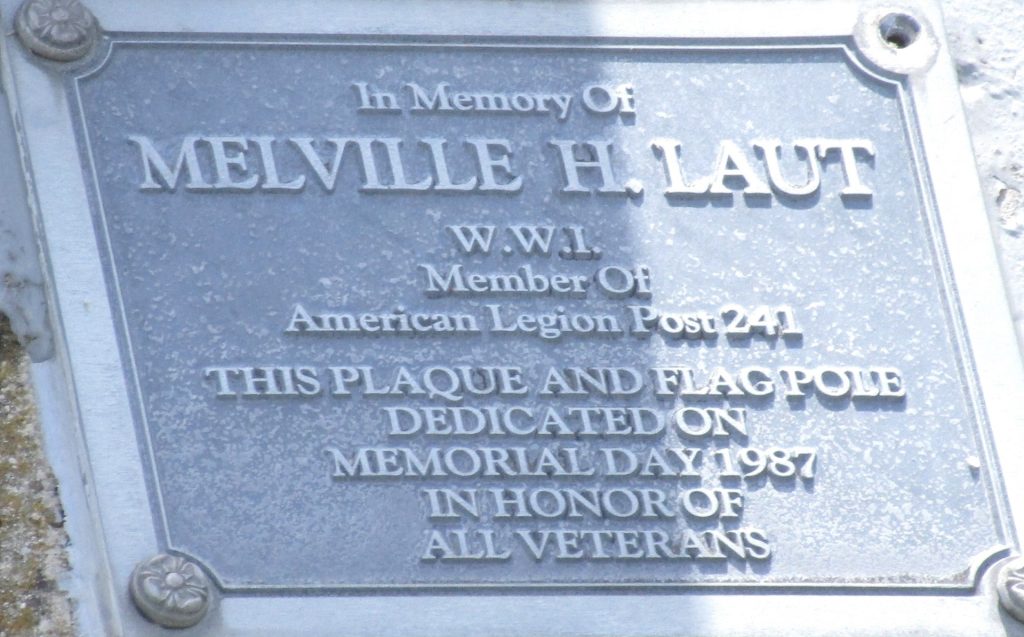 In Memory Of
MELVILLE H. LAUT
W.W.I.
Member Of
American Legion Post 241
THIS PLAQUE AND FLAG POLE
DEDICATED ON
MEMORIAL DAY 1987
IN HONOR OF
ALL VETERANS